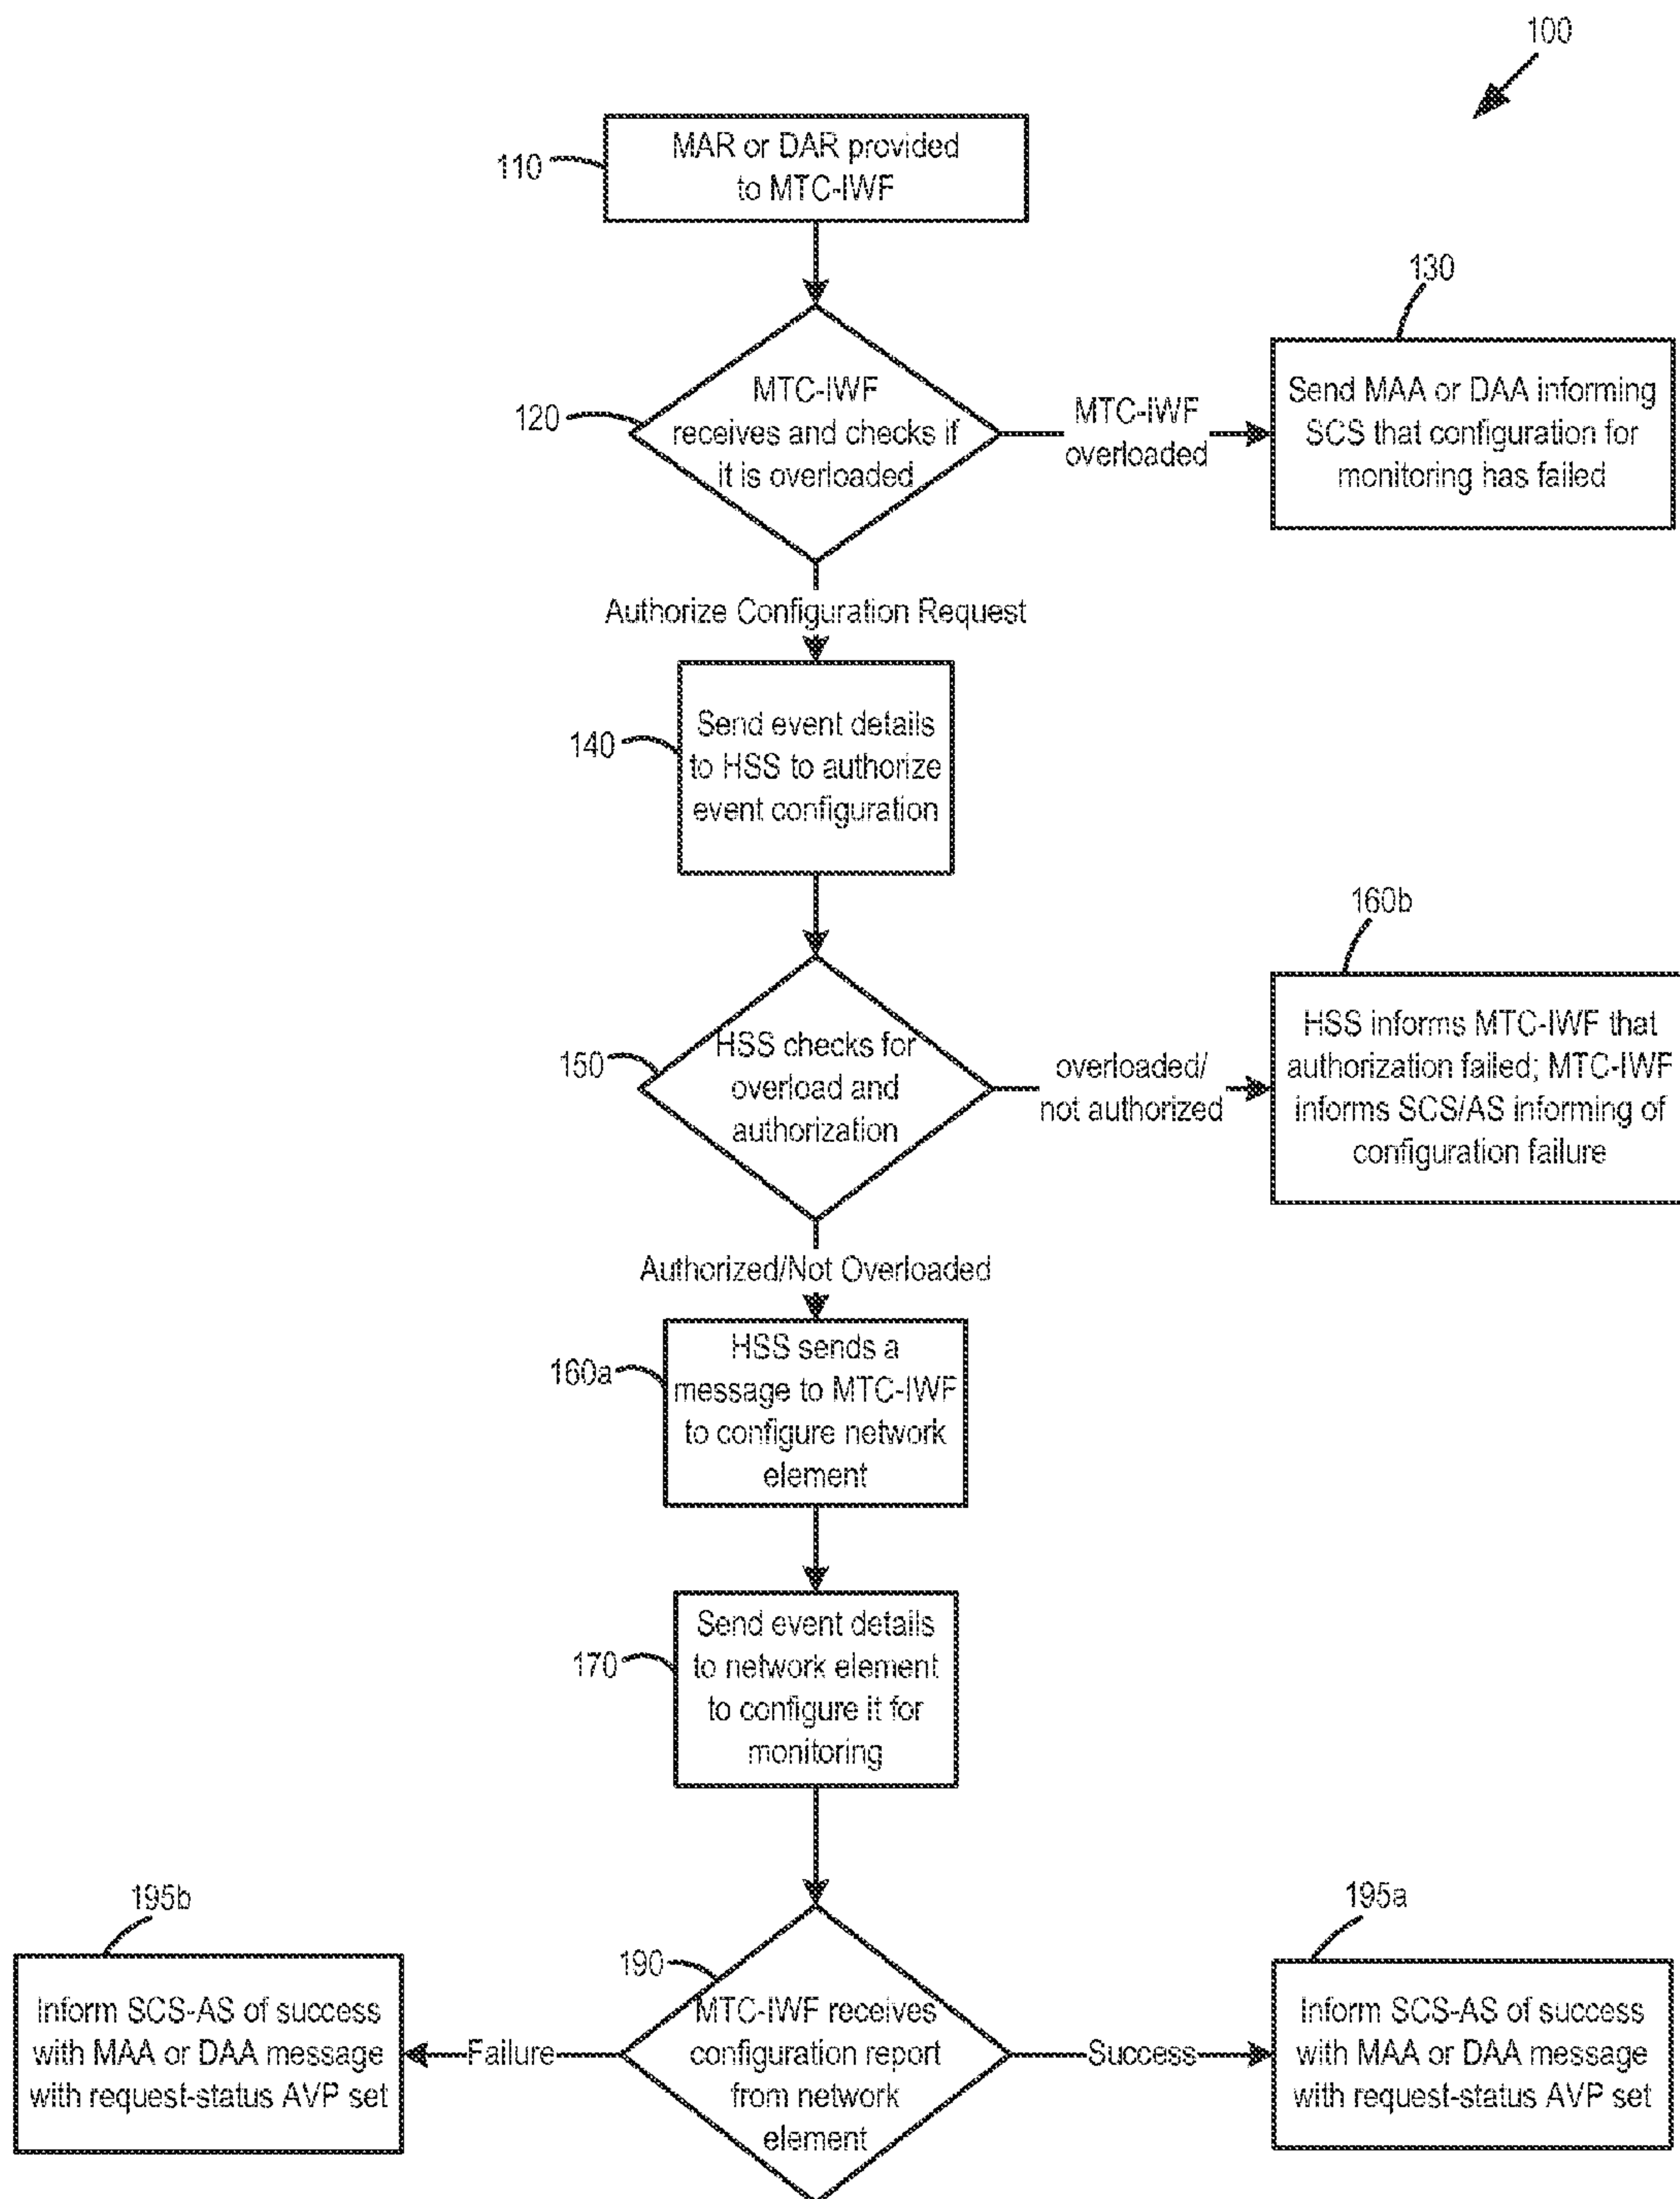 100
110
MAR or DAR provided
to MTC-IWF
120
MTC-IWF
receives and checks if
it is overloaded
MTC-IWF
overloaded
130
Send MAA or DAA informing
SCS that configuration for
monitoring has failed
Authorize Configuration Request
140
Send event details
to HSS to authorize
event configuration
150
HSS checks for
overload and
authorization
overloaded/
not authorized
160b
HSS informs MTC-IWF that
authorization failed; MTC-IWF
informs SCS/AS informing of
configuration failure
Authorized/Not Overloaded
160a
HSS sends a
message to MTC-IWF
to configure network
element
170
Send event details
to network element
to configure it for
monitoring
190
MTC-IWF receives
configuration report
from network
element
Failure
195b
Inform SCS-AS of success
with MAA or DAA message
with request-status AVP set
Success
195a
Inform SCS-AS of success
with MAA or DAA message
with request-status AVP set